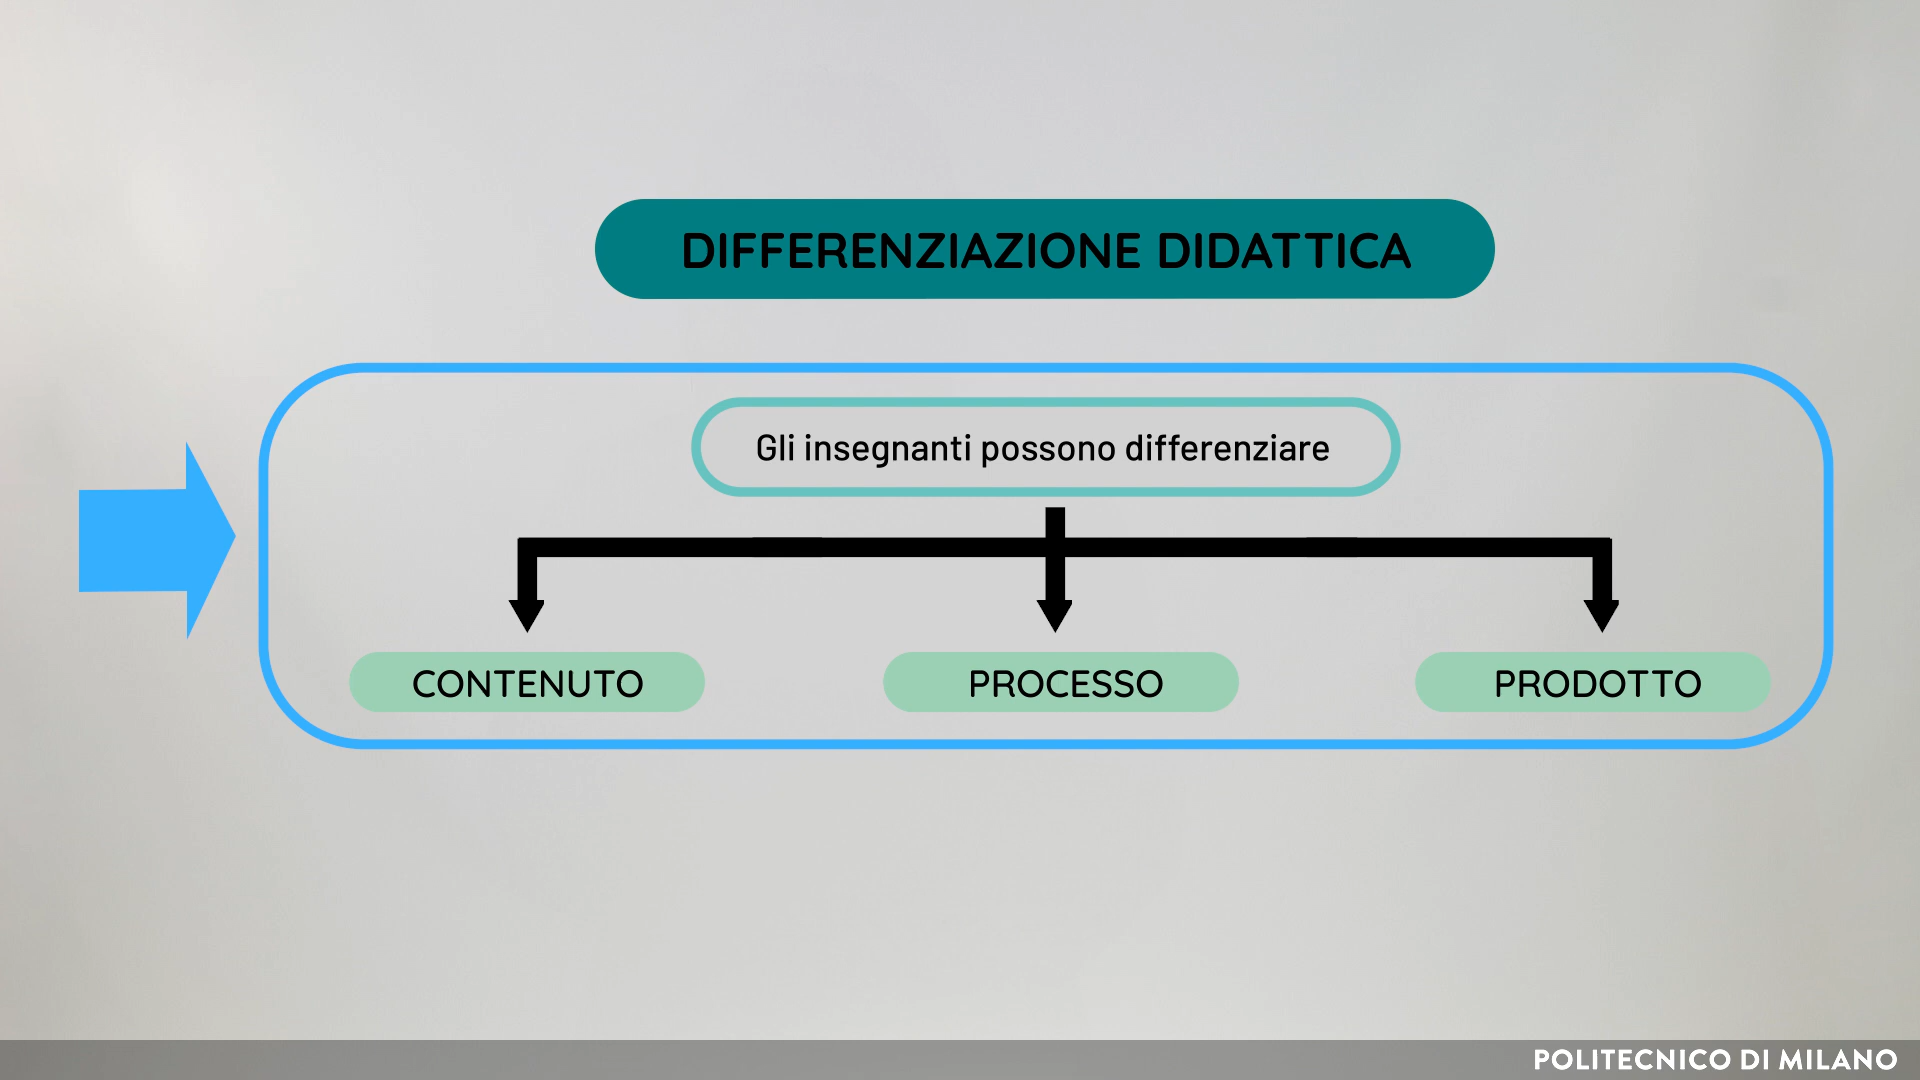 DIFFERENZIAZIONE DIDATTICA
Gli insegnanti possono differenziare
CONTENUTO
PROCESSO
PRODOTTO
POLITECNICO DI MILANO